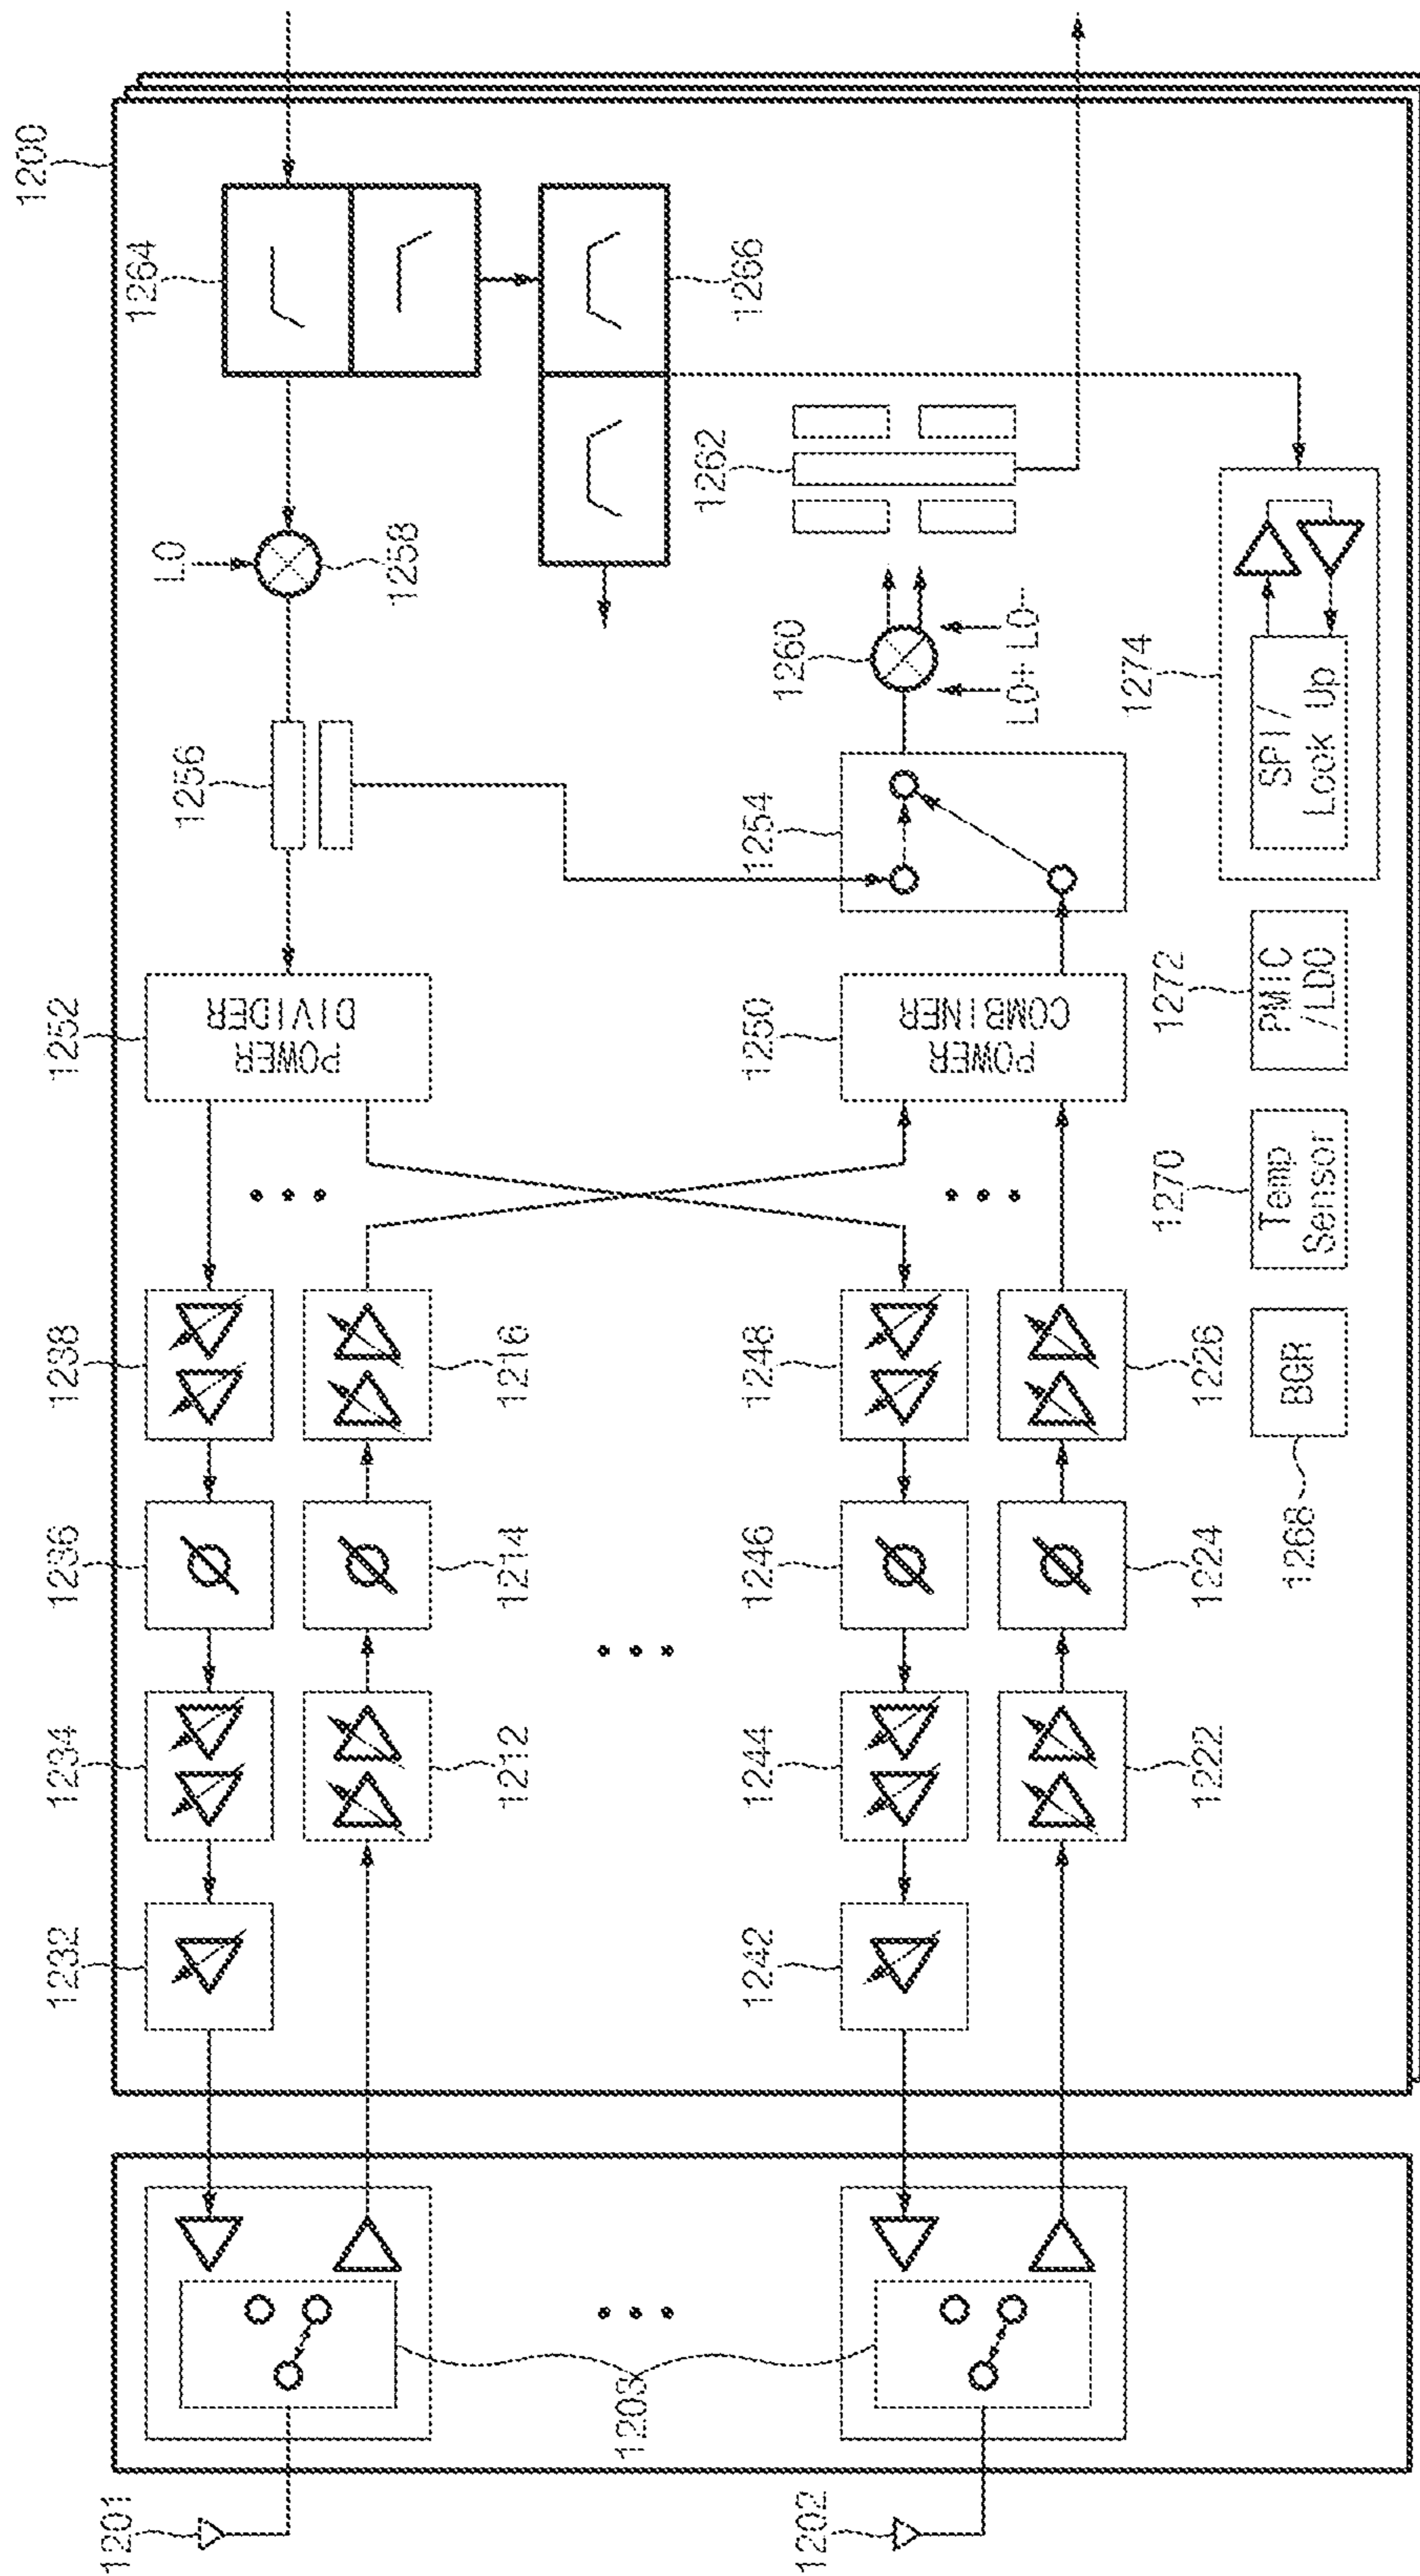 1200
1264
1266
LO
1258
1262
1256
1260
LO+ LO-
1254
1274
SPI/
Look Up
1252
POWER
DIVIDER
1250
POWER
COMBINER
1272
PMIC
/LDO
1270
Temp
Sensor
1238
1216
1248
1226
BGR
1268
1236
1214
1246
1224
1234
1212
1244
1222
1232
1242
1203
1201
1202